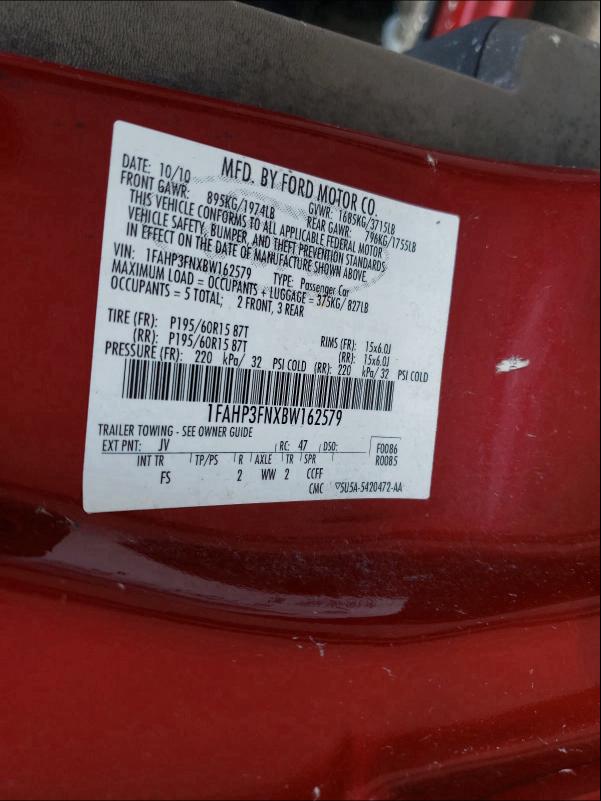 MFD. BY FORD MOTOR CO.
DATE: 10/10 GVWR: 1685KG/3715LB
FRONT GAWR: 895KG/1974LB REAR GAWR: 796KG/1755LB
THIS VEHICLE CONFORMS TO ALL APPLICABLE FEDERAL MOTOR
VEHICLE SAFETY, BUMPER, AND THEFT PREVENTION STANDARDS
IN EFFECT ON THE DATE OF MANUFACTURE SHOWN ABOVE.
VIN: 1FAHP3FNXBW162579 TYPE: Passenger Car
MAXIMUM LOAD = OCCUPANTS + LUGGAGE = 375KG/ 827LB
OCCUPANTS = 5 TOTAL; 2 FRONT, 3 REAR
TIRE (FR): P195/60R15 87T RIMS (FR): 15x6.0J
(RR): P195/60R15 87T (RR): 15x6.0J
PRESSURE (FR): 220 kPa/ 32 PSI COLD (RR): 220 kPa/ 32 PSI COLD
1FAHP3FNXBW162579
TRAILER TOWING - SEE OWNER GUIDE
EXT PNT: JV RC: 47 DSO: F0086
INT TR TP/PS R AXLE TR SPR R0085
FS 2 WW 2 CCFF
CMC 5U5A-5420472-AA